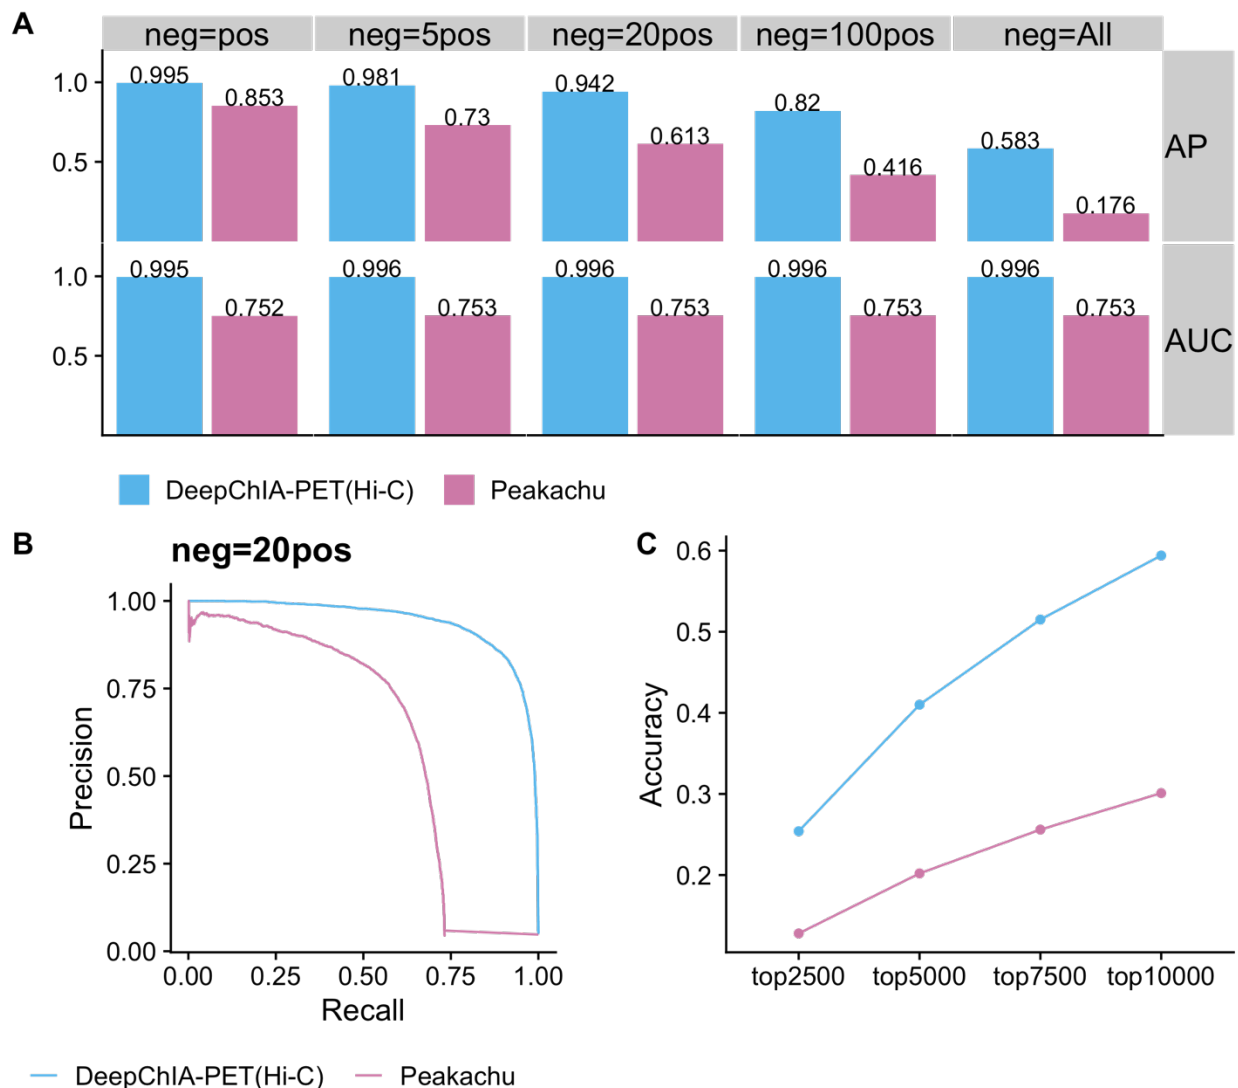 A
neg=pos neg=5pos neg=20pos neg=100pos neg=All
1.0
0.5
0.995 0.853 0.981 0.73 0.942 0.613 0.82 0.416 0.583 0.176
AP
1.0
0.5
0.995 0.752 0.996 0.753 0.996 0.753 0.996 0.753 0.996 0.753
AUC
DeepChIA-PET(Hi-C) Peakachu
B
neg=20pos
Precision
1.00
0.75
0.50
0.25
0.00
0.00 0.25 0.50 0.75 1.00
Recall
C
Accuracy
0.6
0.5
0.4
0.3
0.2
top2500 top5000 top7500 top10000
DeepChIA-PET(Hi-C) Peakachu